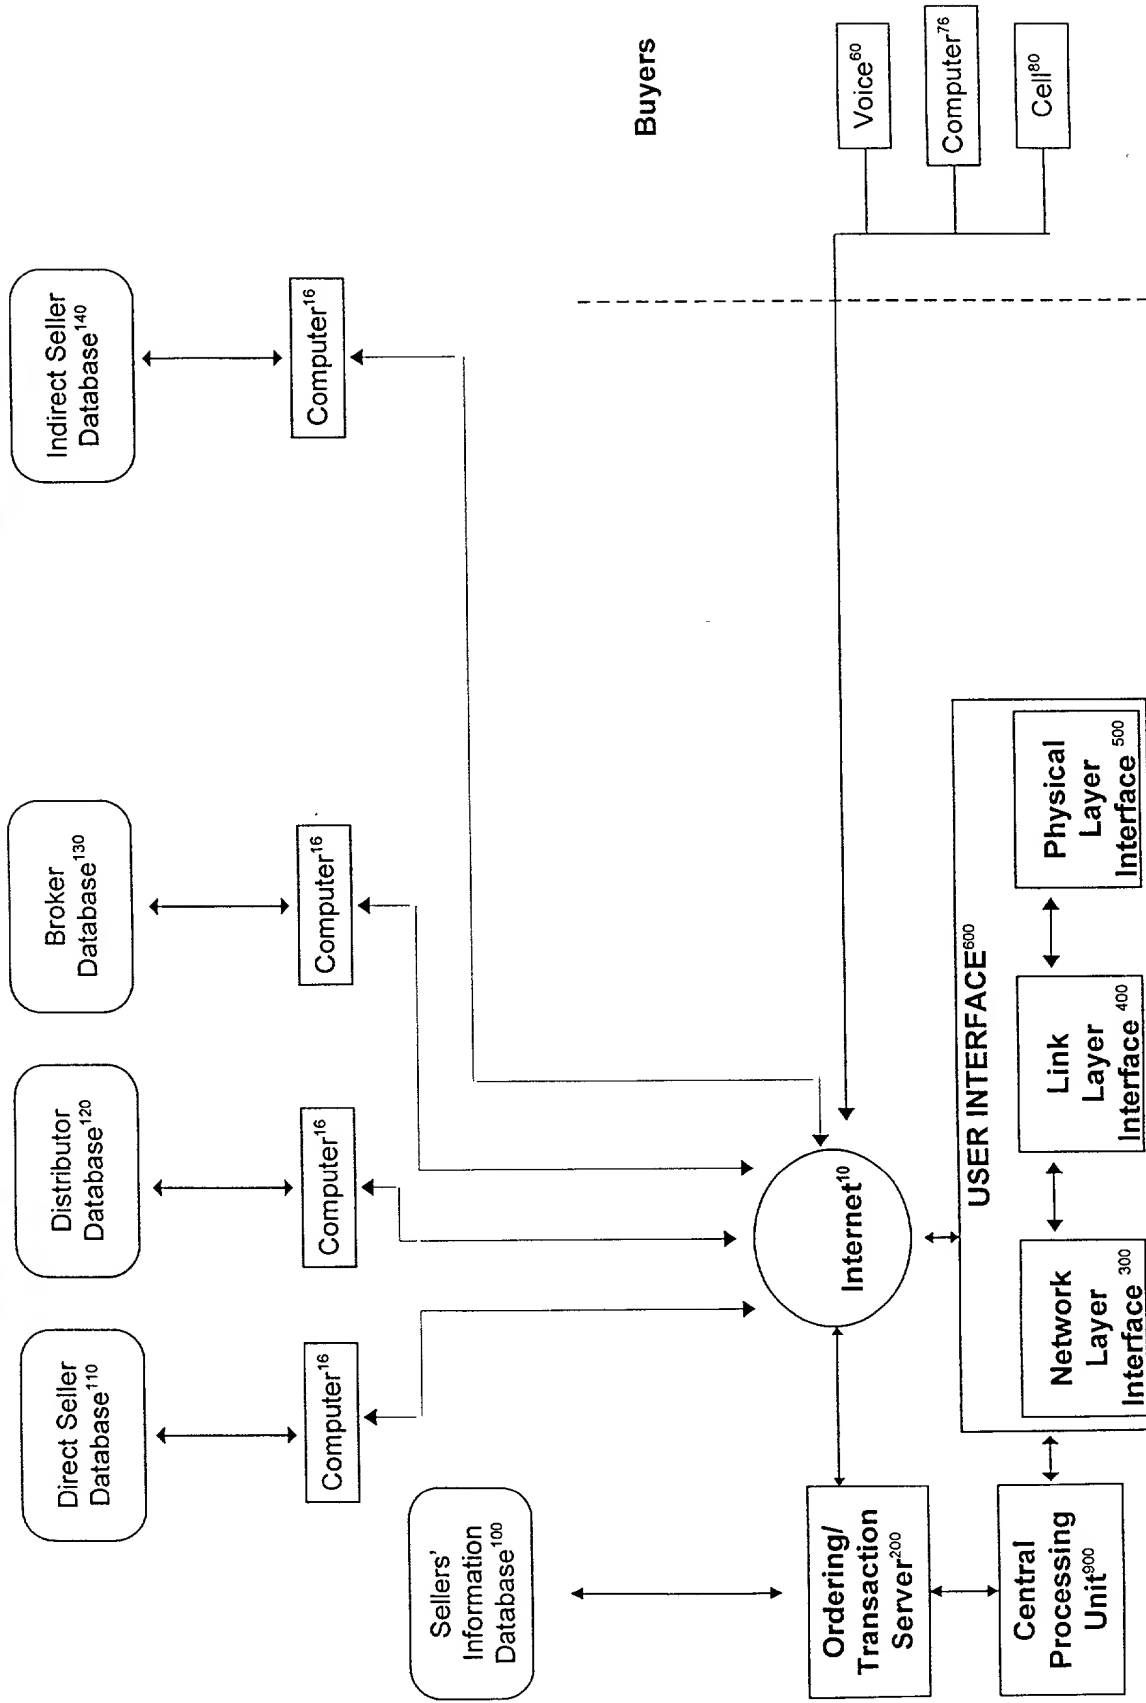 Direct Seller
Database110
Distributor
Database120
Broker
Database130
Indirect Seller
Database140
Computer16
Computer16
Computer16
Computer16
Sellers'
Information
Database100
Buyers
Ordering/
Transaction
Server200
Internet10
Voice60
Computer76
Cell80
USER INTERFACE600
Central
Processing
Unit900
Network
Layer
Interface 300
Link
Layer
Interface 400
Physical
Layer
Interface 500